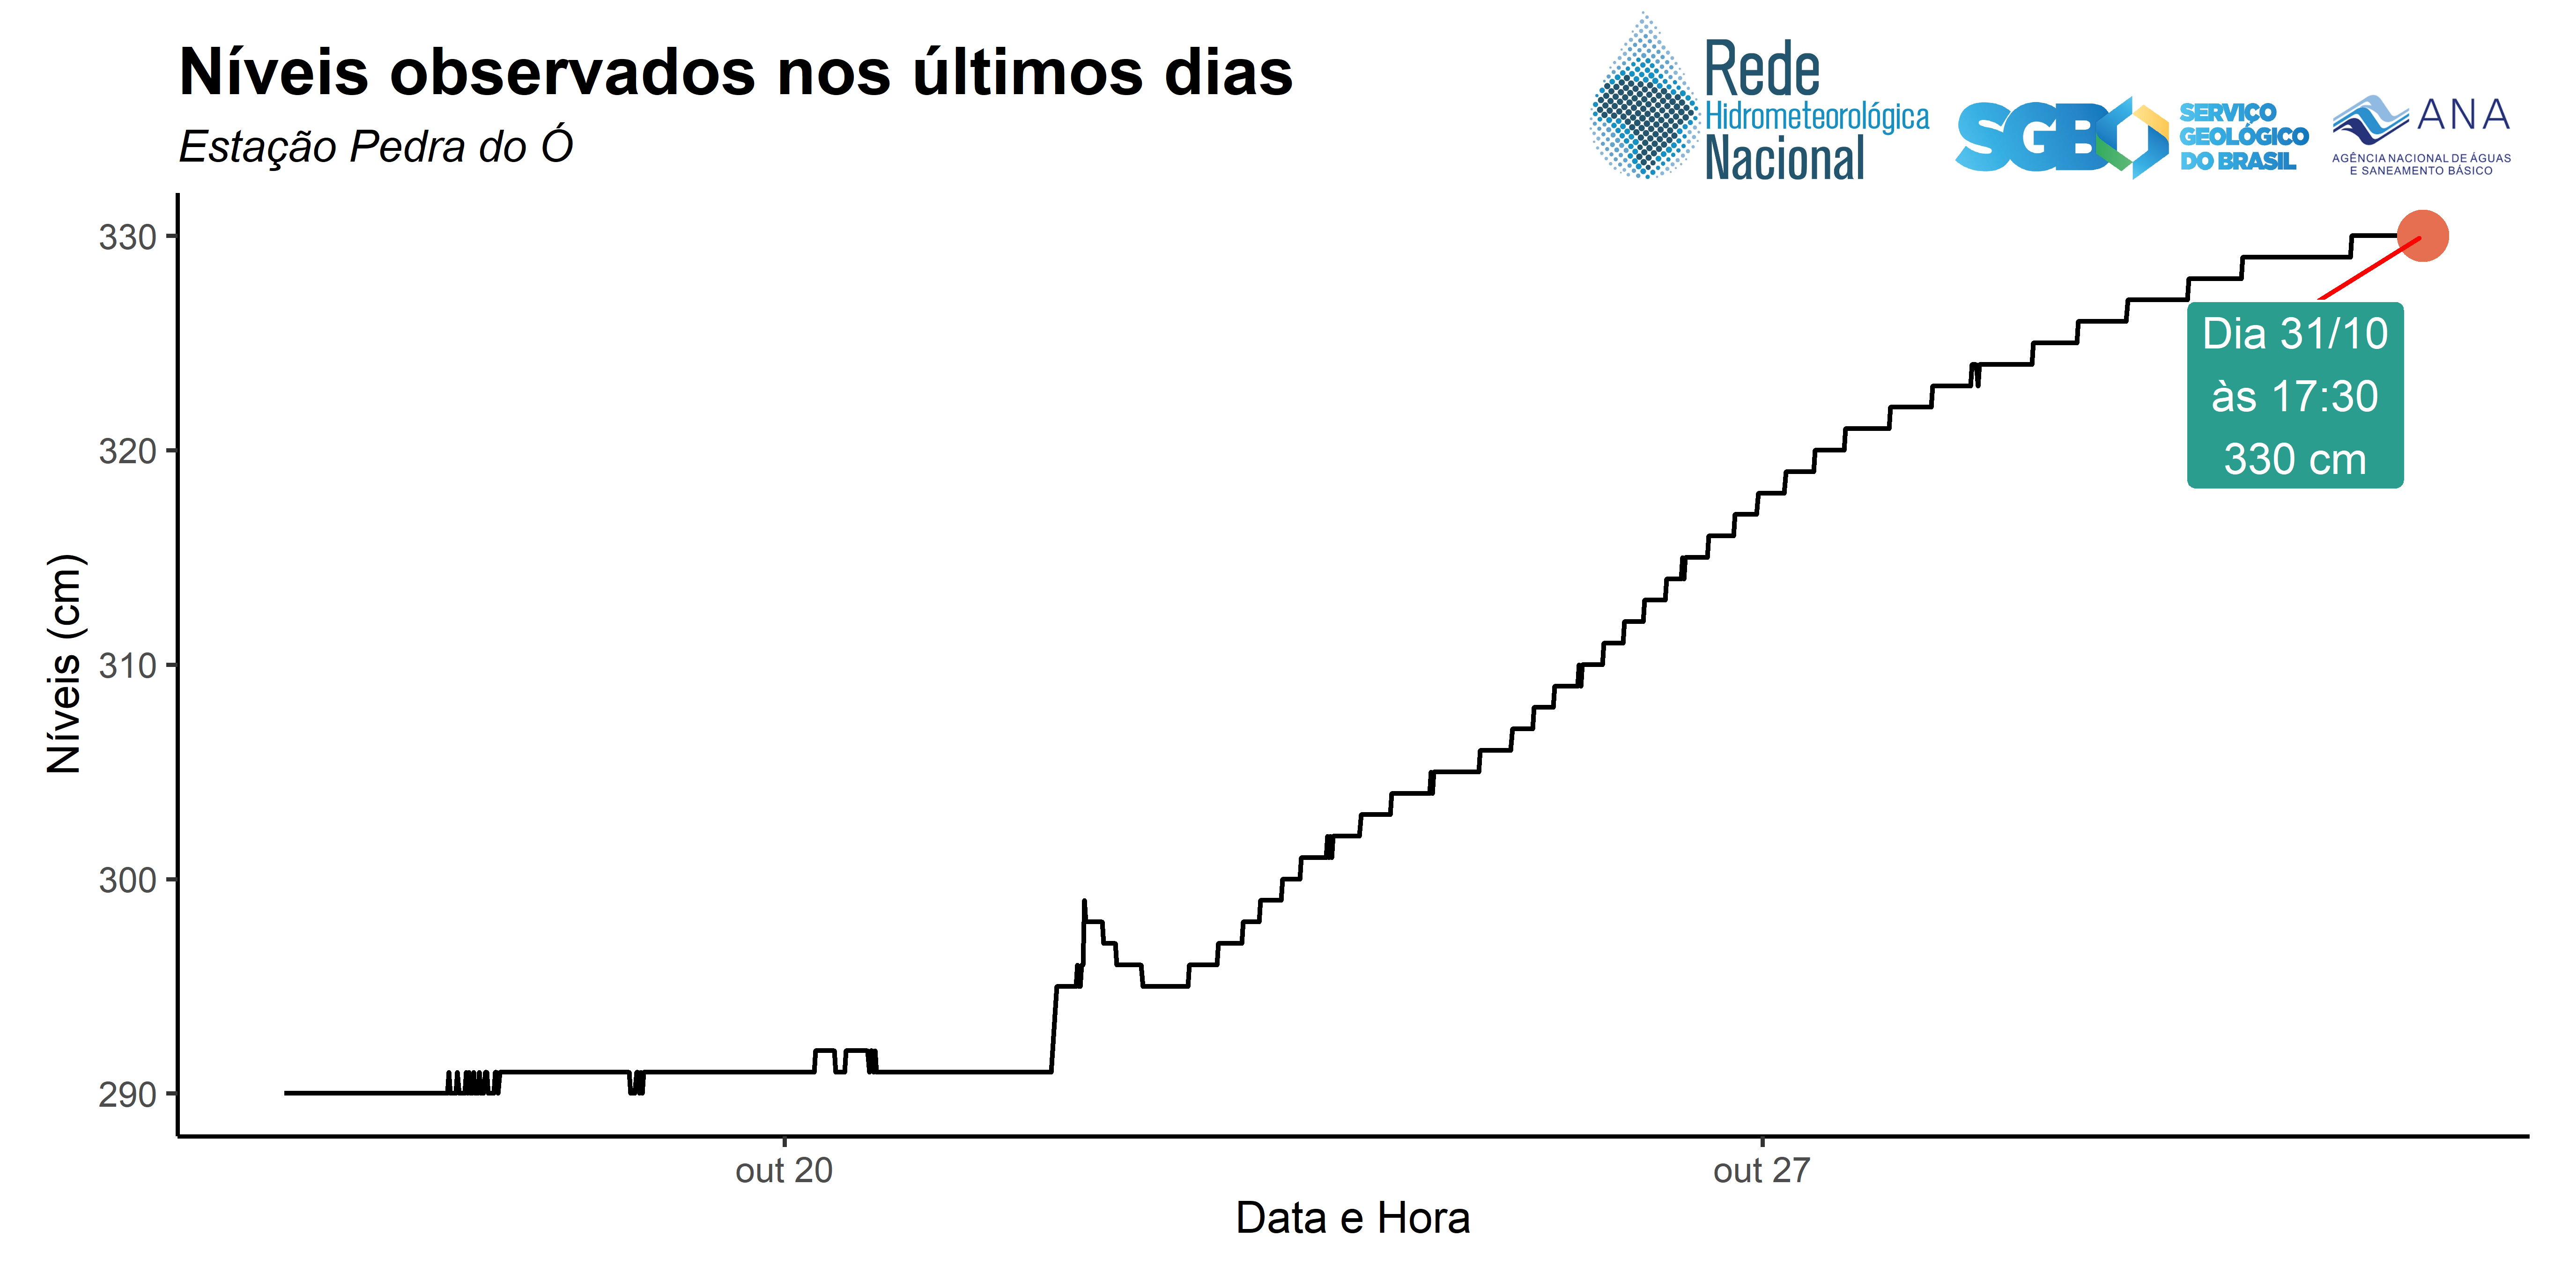 Níveis observados nos últimos dias
Estação Pedra do Ó
Rede
Hidrometeorológica
Nacional
SGB
SERVIÇO
GEOLÓGICO
DO BRASIL
ANA
AGÊNCIA NACIONAL DE ÁGUAS
E SANEAMENTO BÁSICO
Níveis (cm)
330
320
310
300
290
Dia 31/10
às 17:30
330 cm
out 20
out 27
Data e Hora